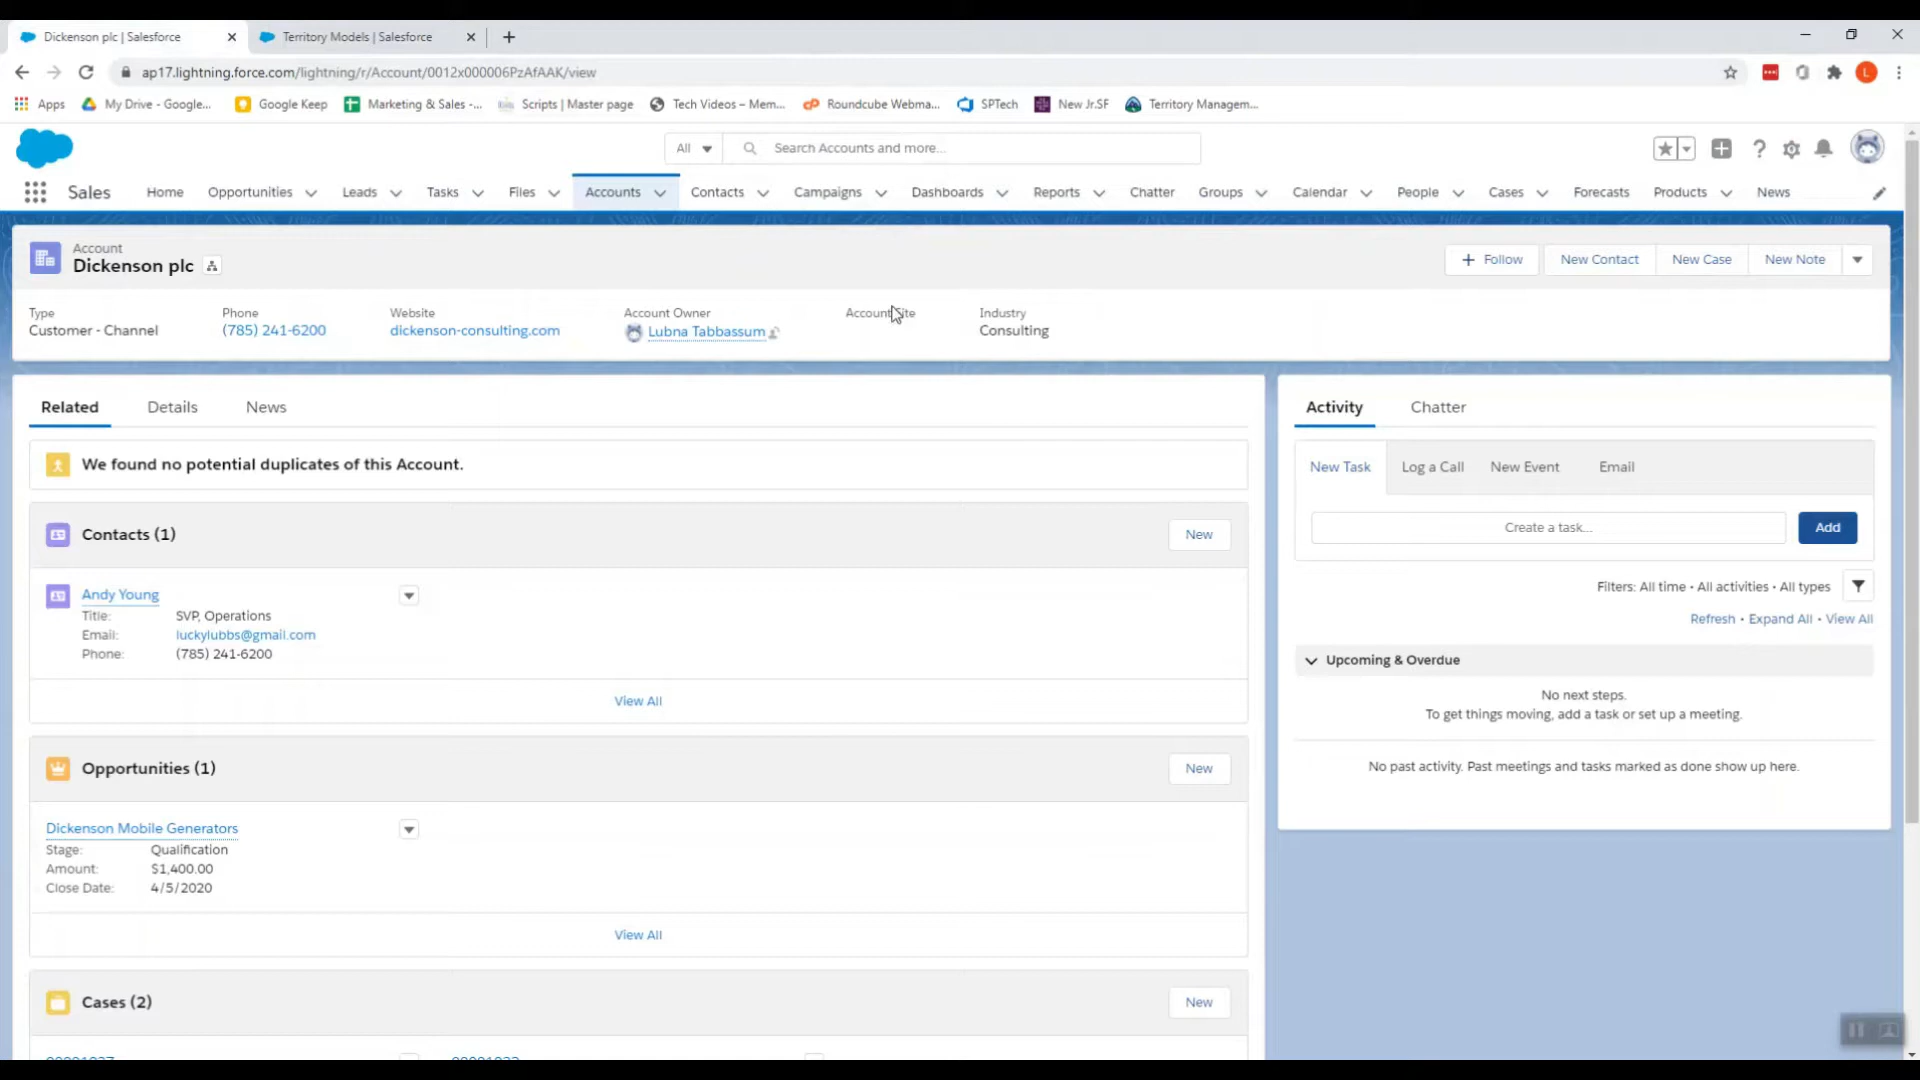 Dickenson plc | Salesforce
Territory Models | Salesforce
ap17.lightning.force.com/lightning/r/Account/0012x000006PzAfAAK/view
Apps My Drive - Google... Google Keep Marketing & Sales -... Scripts | Master page Tech Videos – Mem... Roundcube Webma... SPTech New Jr.SF Territory Managem...
All Search Accounts and more...
Sales Home Opportunities Leads Tasks Files Accounts Contacts Campaigns Dashboards Reports Chatter Groups Calendar People Cases Forecasts Products News
Account
Dickenson plc
+ Follow New Contact New Case New Note
Type Phone Website Account Owner Account Site Industry
Customer - Channel (785) 241-6200 dickenson-consulting.com Lubna Tabbassum Consulting
Related Details News
We found no potential duplicates of this Account.
Contacts (1) New
Andy Young
Title: SVP, Operations
Email: luckylubbs@gmail.com
Phone: (785) 241-6200
View All
Opportunities (1) New
Dickenson Mobile Generators
Stage: Qualification
Amount: $1,400.00
Close Date: 4/5/2020
View All
Cases (2) New
Activity Chatter
New Task Log a Call New Event Email
Create a task... Add
Filters: All time • All activities • All types
Refresh • Expand All • View All
Upcoming & Overdue
No next steps.
To get things moving, add a task or set up a meeting.
No past activity. Past meetings and tasks marked as done show up here.